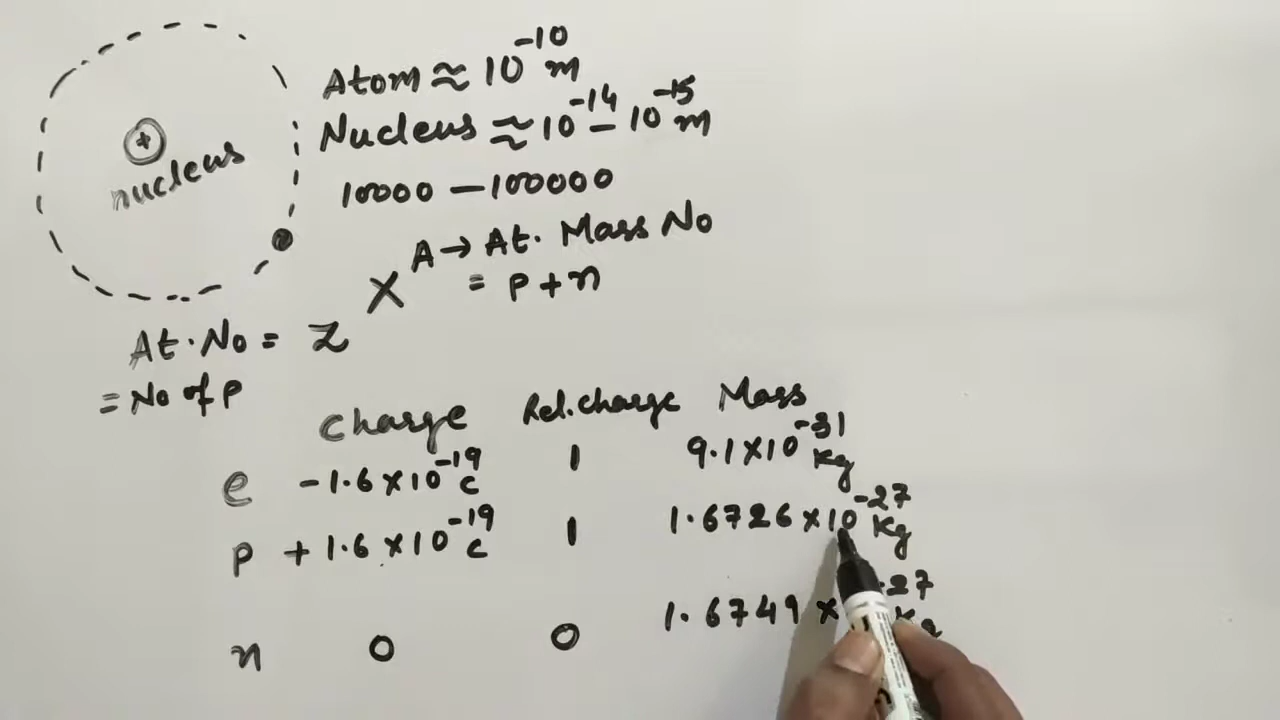 +
nucleus
Atom ≈ 10⁻¹⁰ m
Nucleus ≈ 10⁻¹⁴ – 10⁻¹⁵ m
10000 – 100000
A → At. Mass No
X = p + n
At. No = Z
= No of P
Charge Rel. charge Mass
e – 1.6 × 10⁻¹⁹ C 1 9.1 × 10⁻³¹ Kg
p + 1.6 × 10⁻¹⁹ C 1 1.6726 × 10⁻²⁷ Kg
n 0 0 1.6749 × 27 Kg